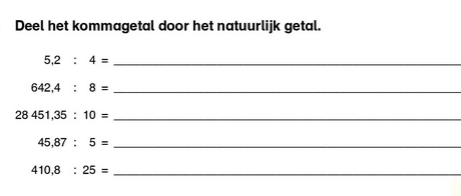 Deel het kommagetal door het natuurlijk getal.
5,2 : 4 =
642,4 : 8 =
28 451,35 : 10 =
45,87 : 5 =
410,8 : 25 =